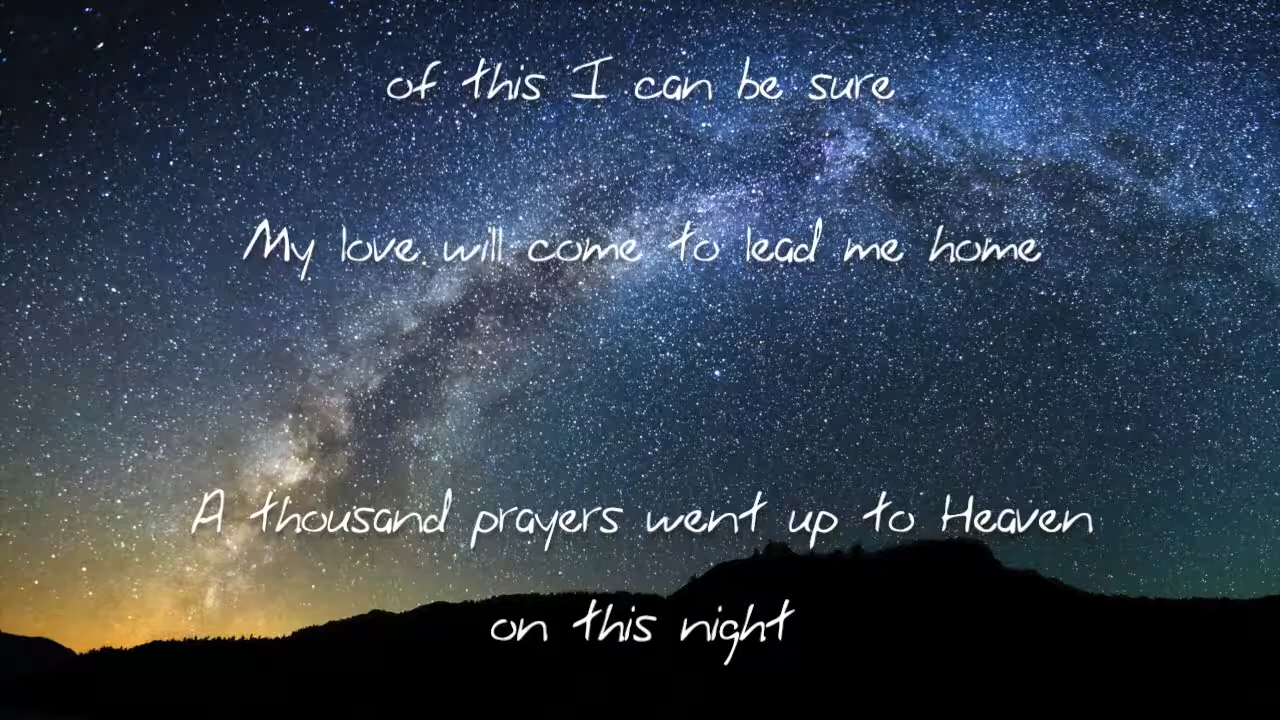 of this I can be sure
My love will come to lead me home
A thousand prayers went up to Heaven
on this night